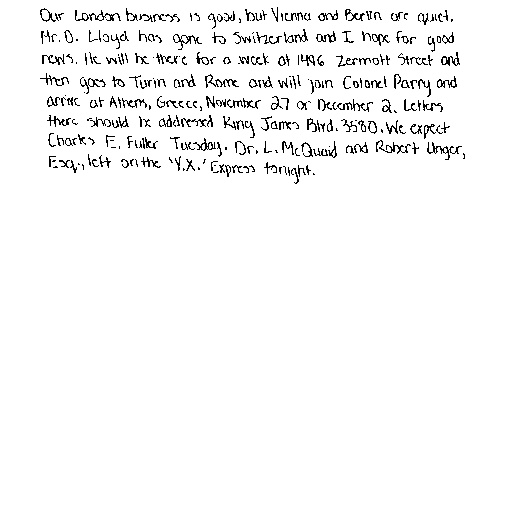 Our London business is good, but Vienna and Berlin are quiet.
Mr. D. Lloyd has gone to Switzerland and I hope for good
news. He will be there for a week at 1496 Zermott Street and
then goes to Turin and Rome and will join Colonel Parry and
arrive at Athens, Greece, November 27 or December 2. Letters
there should be addressed King James Blvd. 3580. We expect
Charles E. Fuller Tuesday. Dr. L. McQuaid and Robert Unger,
Esq., left on the 'Y.X.' Express tonight.